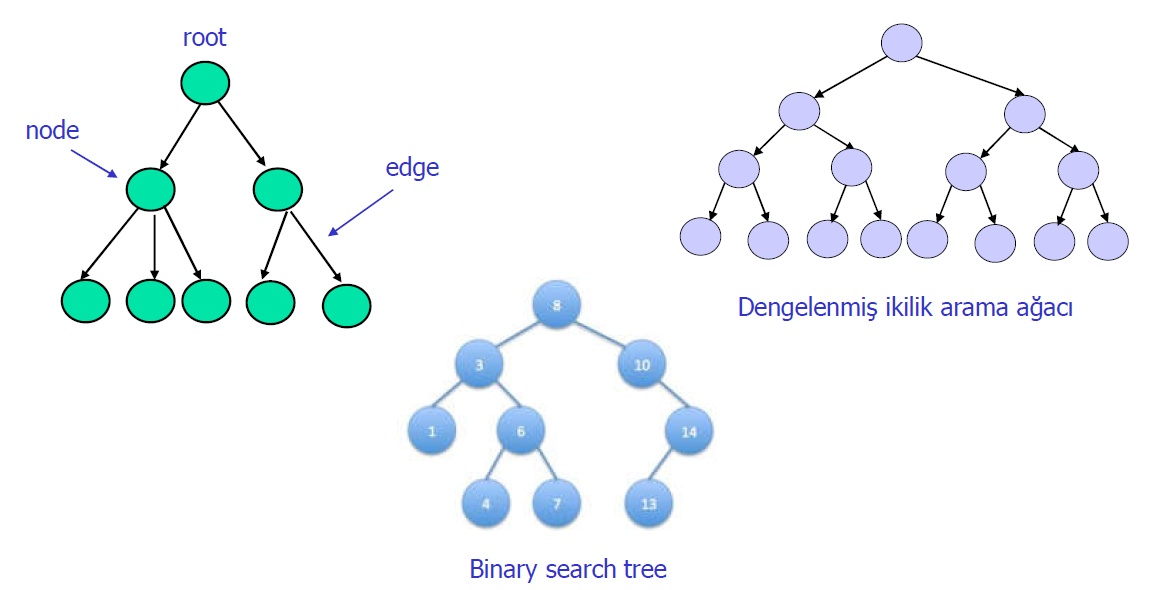 root
node
edge
Dengelenmiş ikilik arama ağacı
8
3
10
1
6
14
4
7
13
Binary search tree